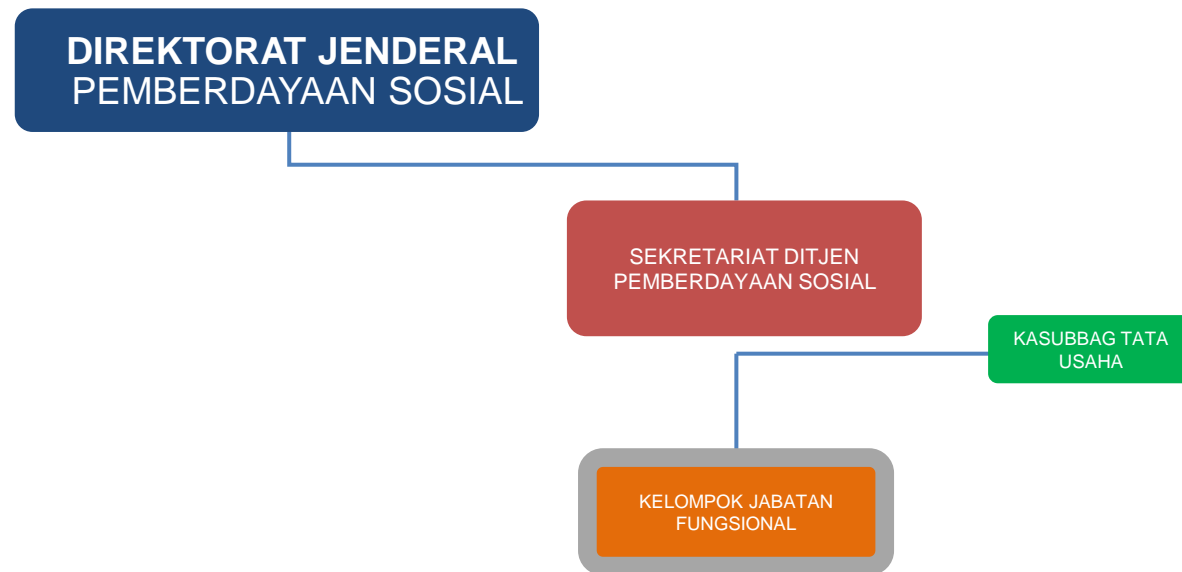 DIREKTORAT JENDERAL
PEMBERDAYAAN SOSIAL
SEKRETARIAT DITJEN
PEMBERDAYAAN SOSIAL
KASUBBAG TATA
USAHA
KELOMPOK JABATAN
FUNGSIONAL